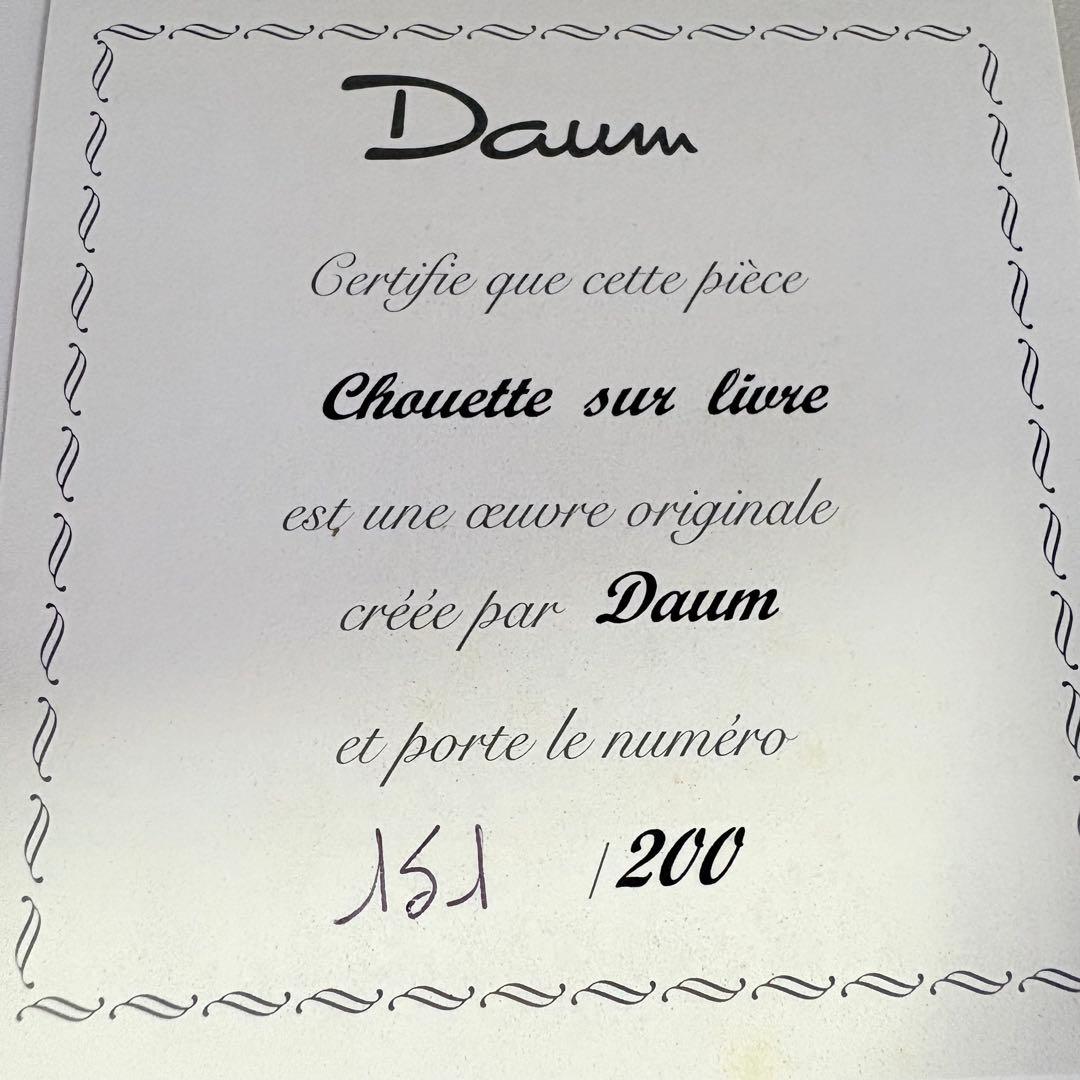 Daum
Certifie que cette pièce
Chouette sur livre
est une œuvre originale
créée par Daum
et porte le numéro
151 /200